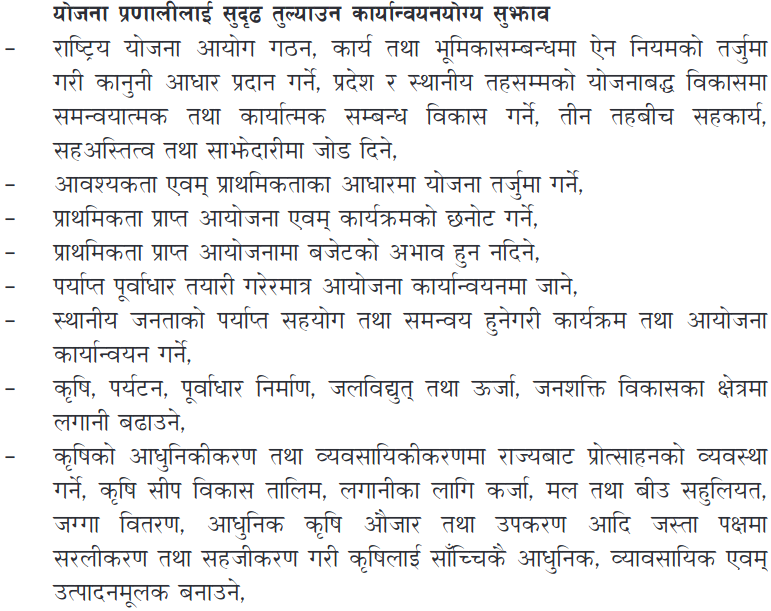 योजना प्रणालीलाई सुदृढ तुल्याउन कार्यान्वयनयोग्य सुझाव
– राष्ट्रिय योजना आयोग गठन, कार्य तथा भूमिकासम्बन्धमा ऐन नियमको तर्जुमा
गरी कानुनी आधार प्रदान गर्ने, प्रदेश र स्थानीय तहसम्मको योजनाबद्ध विकासमा
समन्वयात्मक तथा कार्यात्मक सम्बन्ध विकास गर्ने, तीन तहबीच सहकार्य,
सहअस्तित्व तथा साझेदारीमा जोड दिने,
– आवश्यकता एवम् प्राथमिकताका आधारमा योजना तर्जुमा गर्ने,
– प्राथमिकता प्राप्त आयोजना एवम् कार्यक्रमको छनोट गर्ने,
– प्राथमिकता प्राप्त आयोजनामा बजेटको अभाव हुन नदिने,
– पर्याप्त पूर्वाधार तयारी गरेरमात्र आयोजना कार्यान्वयनमा जाने,
– स्थानीय जनताको पर्याप्त सहयोग तथा समन्वय हुनेगरी कार्यक्रम तथा आयोजना
कार्यान्वयन गर्ने,
– कृषि, पर्यटन, पूर्वाधार निर्माण, जलविद्युत् तथा ऊर्जा, जनशक्ति विकासका क्षेत्रमा
लगानी बढाउने,
– कृषिको आधुनिकीकरण तथा व्यवसायिकीकरणमा राज्यबाट प्रोत्साहनको व्यवस्था
गर्ने, कृषि सीप विकास तालिम, लगानीका लागि कर्जा, मल तथा बीउ सहुलियत,
जग्गा वितरण, आधुनिक कृषि औजार तथा उपकरण आदि जस्ता पक्षमा
सरलीकरण तथा सहजीकरण गरी कृषिलाई साँच्चिकै आधुनिक, व्यावसायिक एवम्
उत्पादनमूलक बनाउने,